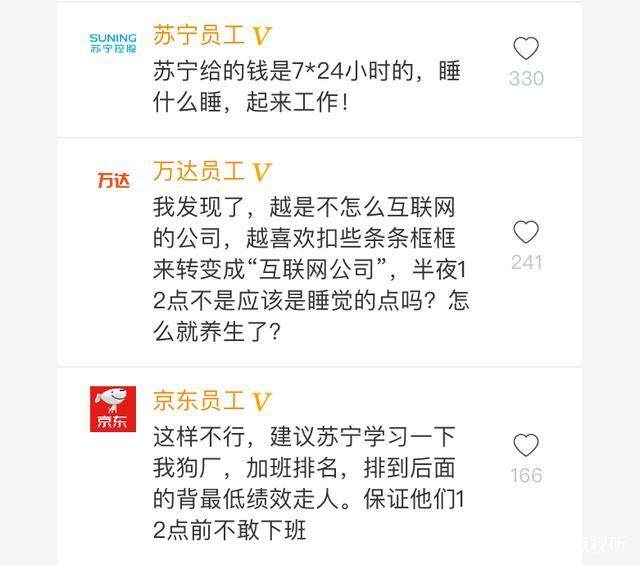 SUNING
苏宁控股
苏宁员工 V
苏宁给的钱是7*24小时的，睡
什么睡，起来工作！
330
万达
万达员工 V
我发现了，越是不怎么互联网
的公司，越喜欢扣些条条框框
来转变成“互联网公司”，半夜1
2点不是应该是睡觉的点吗？怎
么就养生了？
241
京东
京东员工 V
这样不行，建议苏宁学习一下
我狗厂，加班排名，排到后面
的背最低绩效走人。保证他们1
2点前不敢下班
166
视听